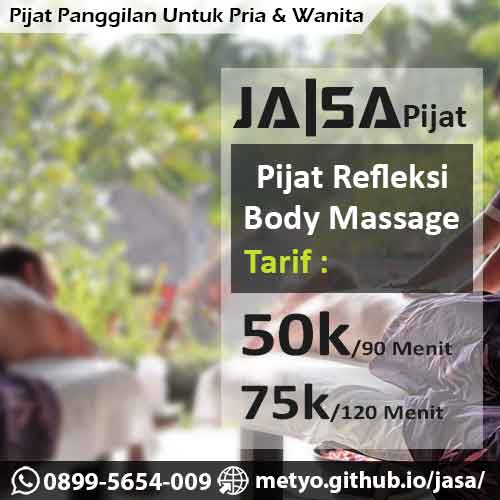 Pijat Panggilan Untuk Pria & Wanita
JA|SA Pijat
Pijat Refleksi
Body Massage
Tarif :
50k/90 Menit
75k/120 Menit
0899-5654-009 metyo.github.io/jasa/